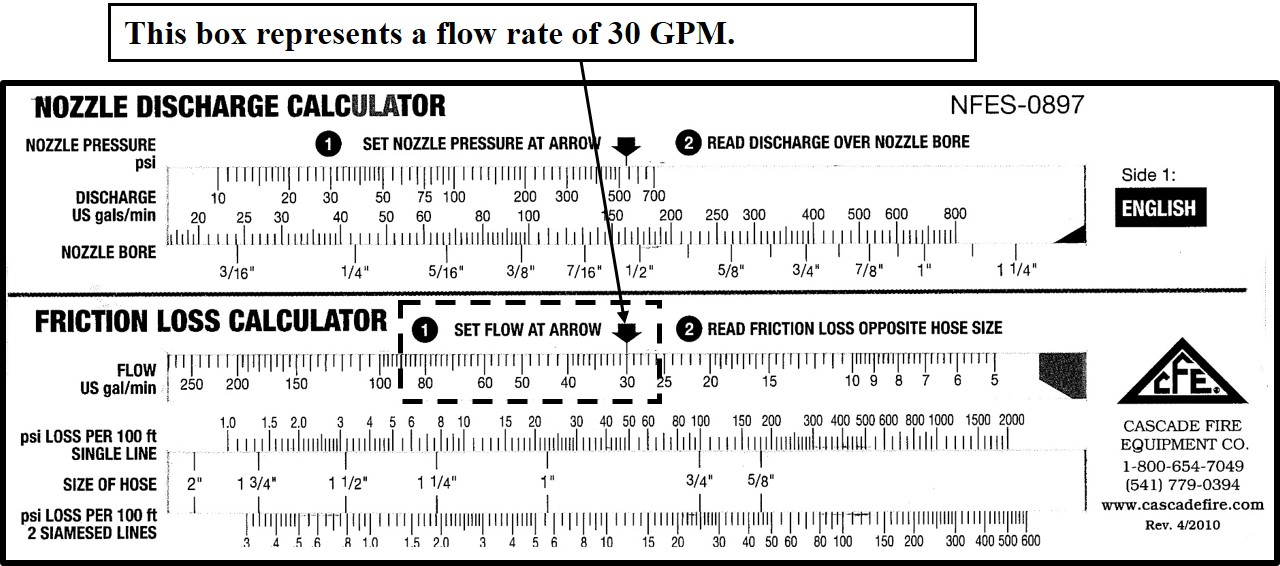 This box represents a flow rate of 30 GPM.
NOZZLE DISCHARGE CALCULATOR
NFES-0897
NOZZLE PRESSURE
psi
1 SET NOZZLE PRESSURE AT ARROW
2 READ DISCHARGE OVER NOZZLE BORE
10 20 30 50 75 100 200 300 500 700
DISCHARGE
US gals/min
20 25 30 40 50 60 80 100 150 200 250 300 400 500 600 800
NOZZLE BORE
3/16" 1/4" 5/16" 3/8" 7/16" 1/2" 5/8" 3/4" 7/8" 1" 1 1/4"
Side 1:
ENGLISH
FRICTION LOSS CALCULATOR
1 SET FLOW AT ARROW
2 READ FRICTION LOSS OPPOSITE HOSE SIZE
FLOW
US gal/min
250 200 150 100 80 60 50 40 30 25 20 15 10 9 8 7 6 5
1.0 1.5 2.0 3 4 5 6 8 10 15 20 30 40 50 60 80 100 150 200 300 400 500 600 800 1000 2000
psi LOSS PER 100 ft
SINGLE LINE
SIZE OF HOSE
2" 1 3/4" 1 1/2" 1 1/4" 1" 3/4" 5/8"
psi LOSS PER 100 ft
2 SIAMESED LINES
.3 .4 .5 .6 .8 1.0 1.5 2.0 3 4 5 6 8 10 15 20 30 40 50 60 80 100 150 200 300 400 500 600
CFE
CASCADE FIRE
EQUIPMENT CO.
1-800-654-7049
(541) 779-0394
www.cascadefire.com
Rev. 4/2010